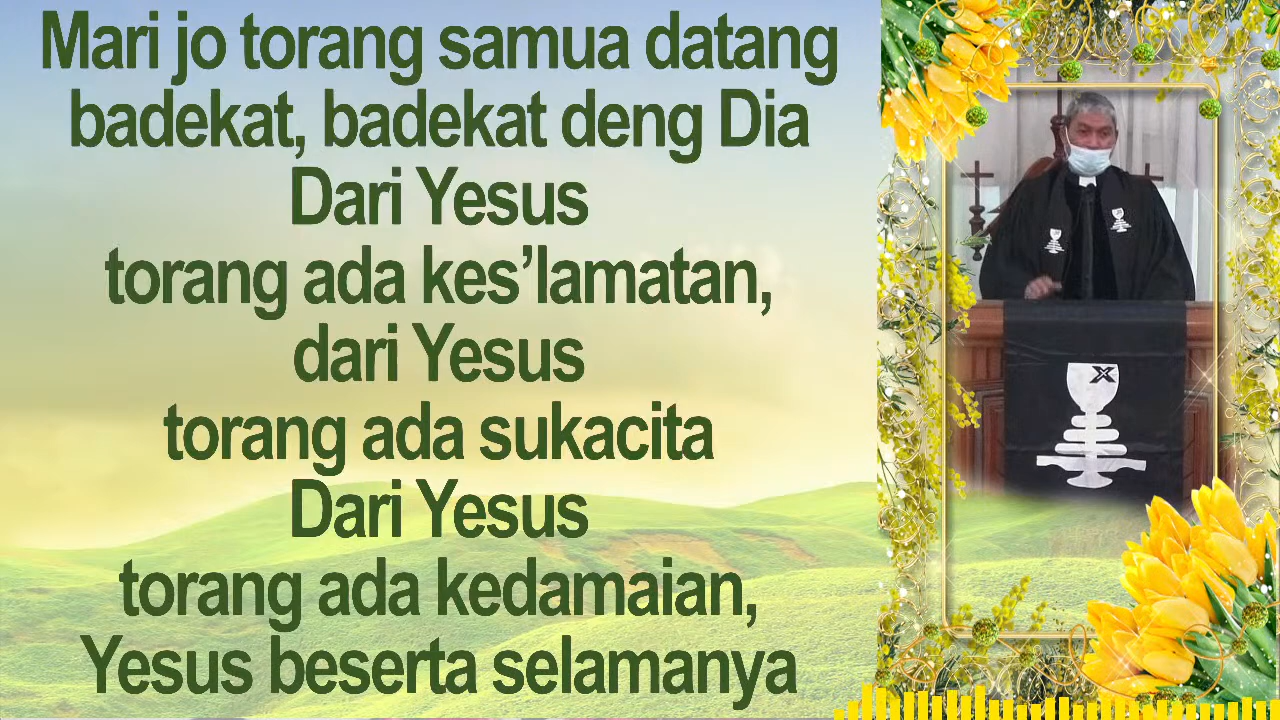 Mari jo torang samua datang
badekat, badekat deng Dia
Dari Yesus
torang ada kes’lamatan,
dari Yesus
torang ada sukacita
Dari Yesus
torang ada kedamaian,
Yesus beserta selamanya